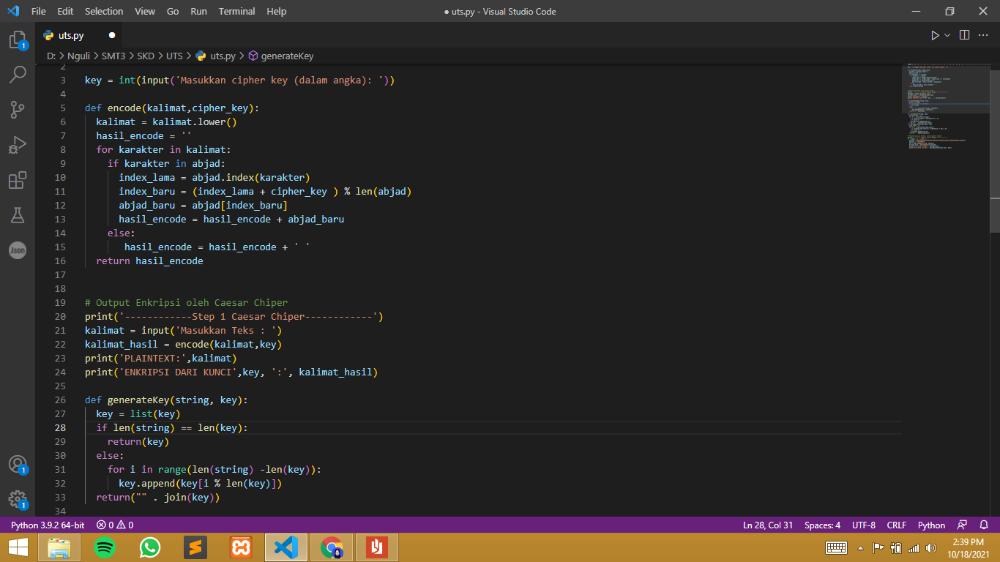 File Edit Selection View Go Run Terminal Help ● uts.py - Visual Studio Code
uts.py
D: > Nguli > SMT3 > SKD > UTS > uts.py > generateKey
2
3 key = int(input('Masukkan cipher key (dalam angka): '))
4
5 def encode(kalimat,cipher_key):
6 kalimat = kalimat.lower()
7 hasil_encode = ''
8 for karakter in kalimat:
9 if karakter in abjad:
10 index_lama = abjad.index(karakter)
11 index_baru = (index_lama + cipher_key ) % len(abjad)
12 abjad_baru = abjad[index_baru]
13 hasil_encode = hasil_encode + abjad_baru
14 else:
15 hasil_encode = hasil_encode + ' '
16 return hasil_encode
17
18
19 # Output Enkripsi oleh Caesar Chiper
20 print('------------Step 1 Caesar Chiper------------')
21 kalimat = input('Masukkan Teks : ')
22 kalimat_hasil = encode(kalimat,key)
23 print('PLAINTEXT:',kalimat)
24 print('ENKRIPSI DARI KUNCI',key, ':', kalimat_hasil)
25
26 def generateKey(string, key):
27 key = list(key)
28 if len(string) == len(key):
29 return(key)
30 else:
31 for i in range(len(string) -len(key)):
32 key.append(key[i % len(key)])
33 return("" . join(key))
34
1
Json
1
1
Python 3.9.2 64-bit 0 0 Ln 28, Col 31 Spaces: 4 UTF-8 CRLF Python
2:39 PM
10/18/2021